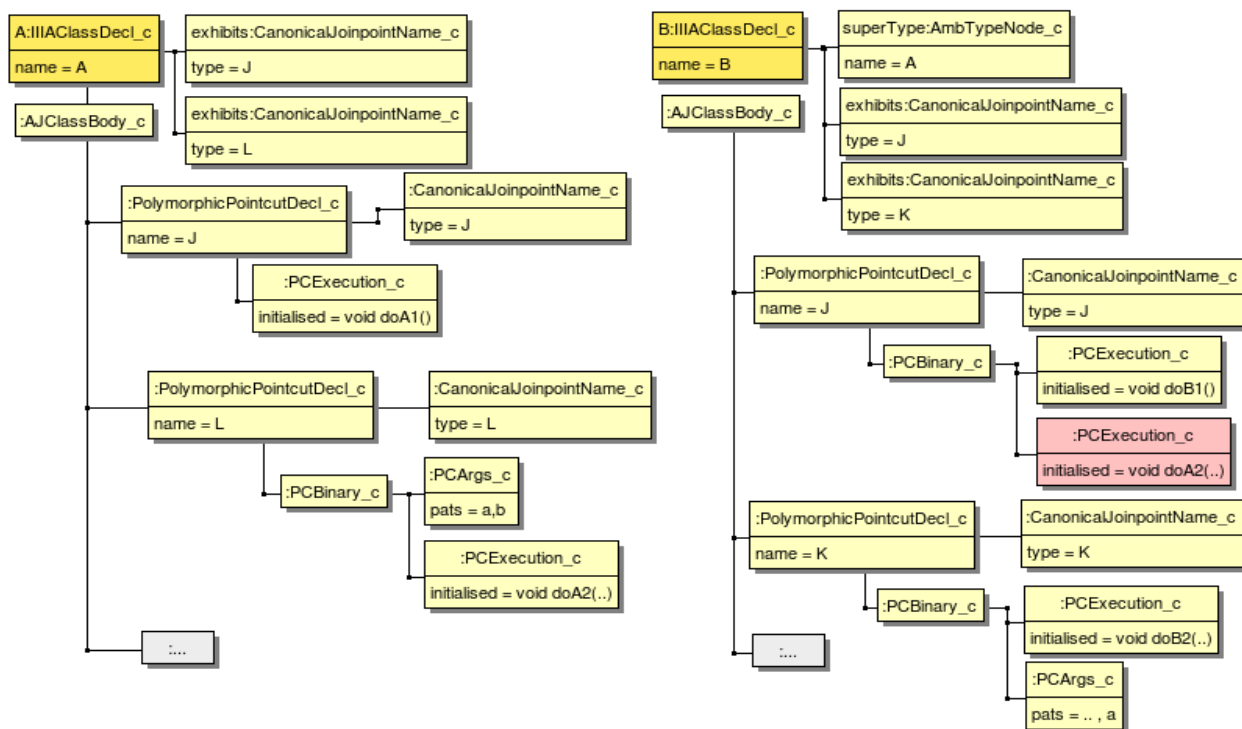 A:IIIAClassDecl_c
name = A
exhibits:CanonicalJoinpointName_c
type = J
exhibits:CanonicalJoinpointName_c
type = L
:AJClassBody_c
:PolymorphicPointcutDecl_c
name = J
:CanonicalJoinpointName_c
type = J
:PCExecution_c
initialised = void doA1()
:PolymorphicPointcutDecl_c
name = L
:CanonicalJoinpointName_c
type = L
:PCBinary_c
:PCArgs_c
pats = a,b
:PCExecution_c
initialised = void doA2(..)
:...
B:IIIAClassDecl_c
name = B
superType:AmbTypeNode_c
name = A
:AJClassBody_c
exhibits:CanonicalJoinpointName_c
type = J
exhibits:CanonicalJoinpointName_c
type = K
:PolymorphicPointcutDecl_c
name = J
:CanonicalJoinpointName_c
type = J
:PCBinary_c
:PCExecution_c
initialised = void doB1()
:PCExecution_c
initialised = void doA2(..)
:PolymorphicPointcutDecl_c
name = K
:CanonicalJoinpointName_c
type = K
:PCBinary_c
:PCExecution_c
initialised = void doB2(..)
:PCArgs_c
pats = .. , a
:...